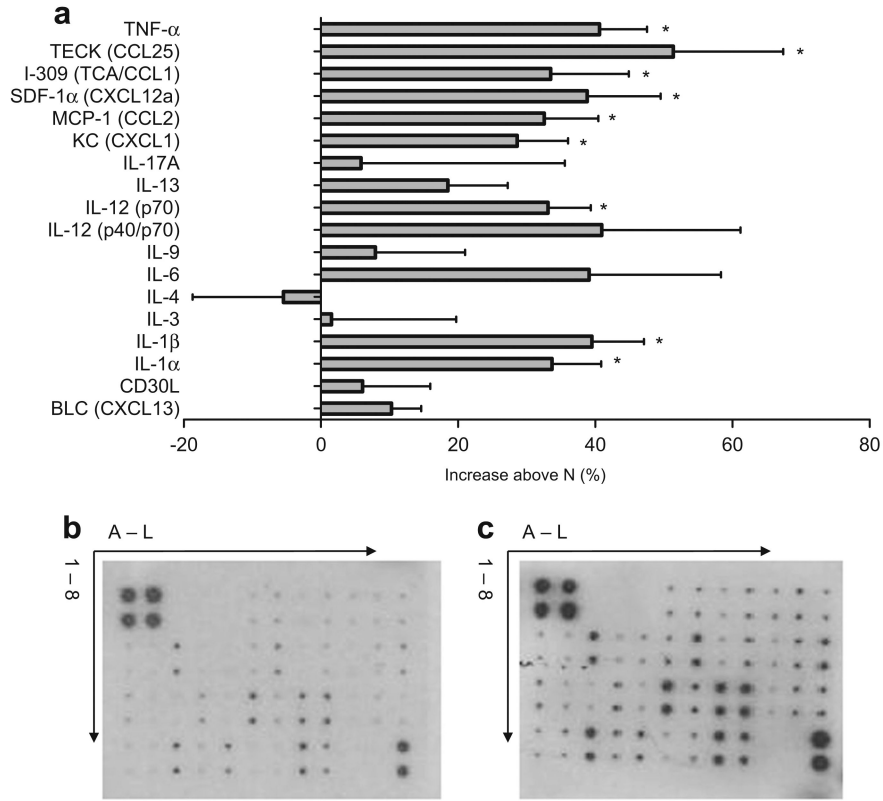 a
TNF-α
TECK (CCL25)
I-309 (TCA/CCL1)
SDF-1α (CXCL12a)
MCP-1 (CCL2)
KC (CXCL1)
IL-17A
IL-13
IL-12 (p70)
IL-12 (p40/p70)
IL-9
IL-6
IL-4
IL-3
IL-1β
IL-1α
CD30L
BLC (CXCL13)
* * * * * * * * *
-20 0 20 40 60 80
Increase above N (%)
b
A – L
1 – 8
c
A – L
1 – 8